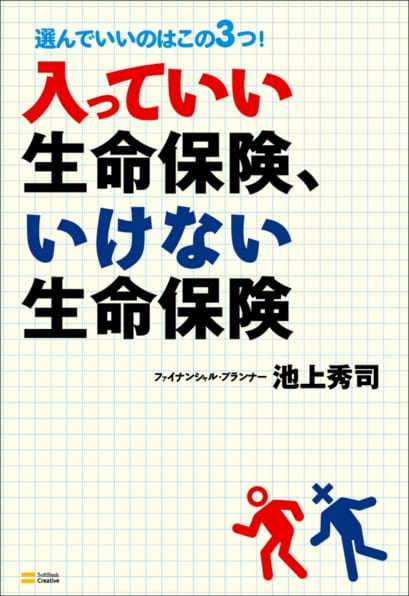 選んでいいのはこの3つ!
入っていい
生命保険、
いけない
生命保険
ファイナンシャル・プランナー 池上秀司
SoftBank
Creative